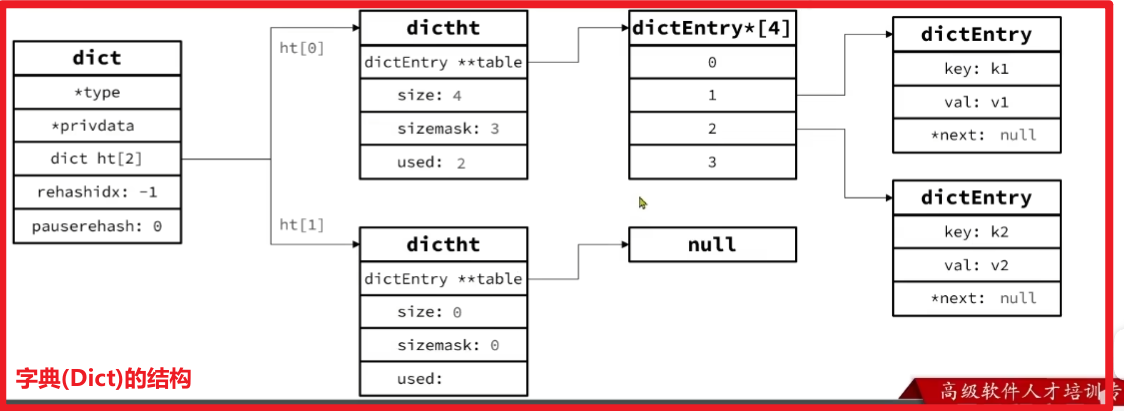 dict
*type
*privdata
dict ht[2]
rehashidx: -1
pauserehash: 0
ht[0]
ht[1]
dictht
dictEntry **table
size: 4
sizemask: 3
used: 2
dictht
dictEntry **table
size: 0
sizemask: 0
used:
dictEntry*[4]
0
1
2
3
null
dictEntry
key: k1
val: v1
*next: null
dictEntry
key: k2
val: v2
*next: null
字典(Dict)的结构
高级软件人才培训专